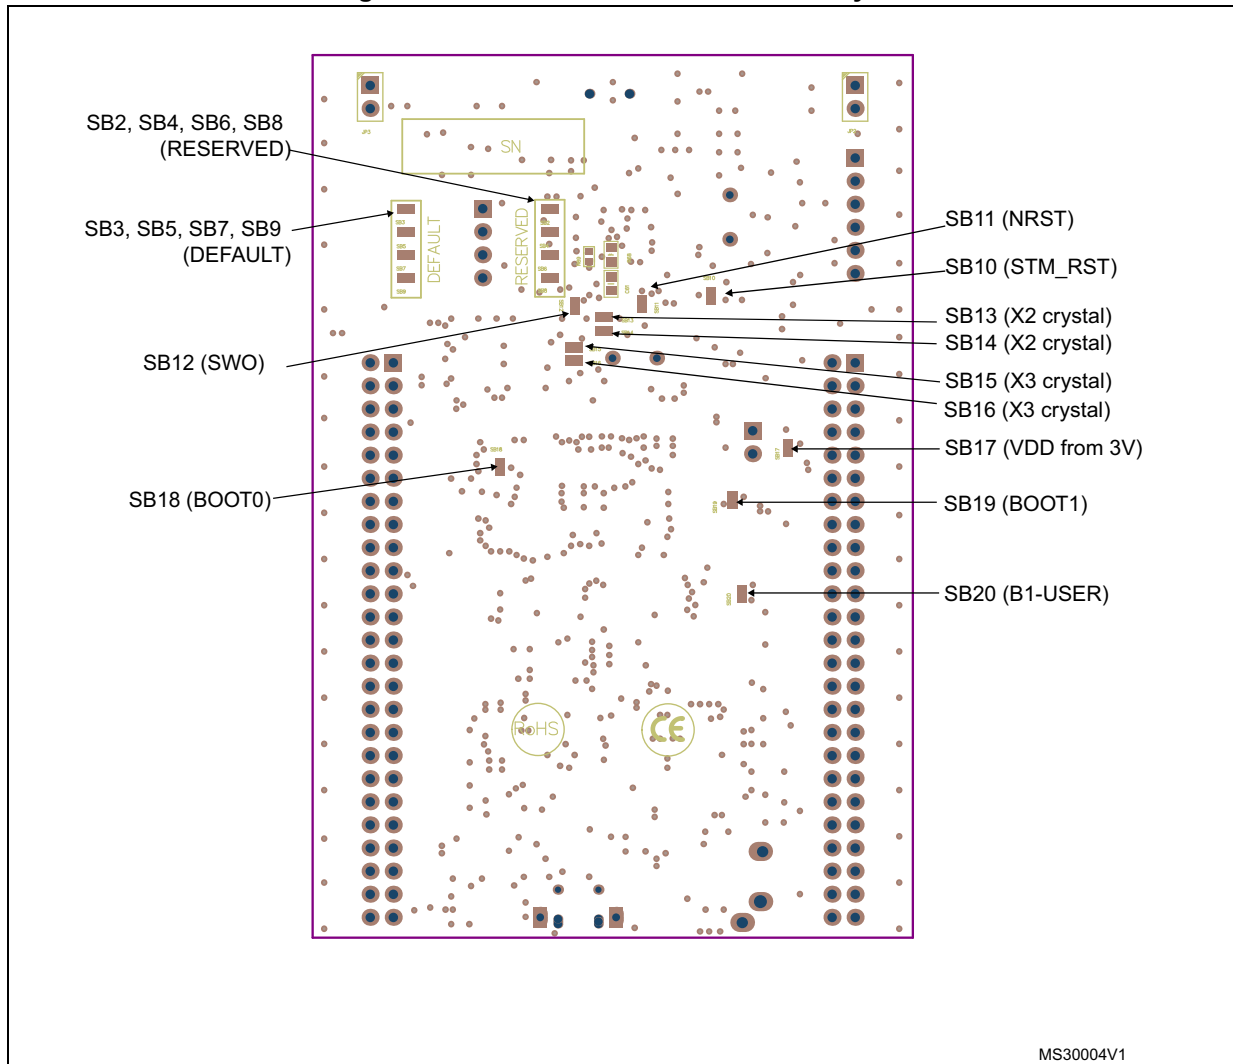 SB2, SB4, SB6, SB8
(RESERVED)
SN
SB3, SB5, SB7, SB9
(DEFAULT)
DEFAULT
RESERVED
SB11 (NRST)
SB10 (STM_RST)
SB13 (X2 crystal)
SB14 (X2 crystal)
SB12 (SWO)
SB15 (X3 crystal)
SB16 (X3 crystal)
SB17 (VDD from 3V)
SB18 (BOOT0)
SB19 (BOOT1)
SB20 (B1-USER)
RoHS
CE
MS30004V1